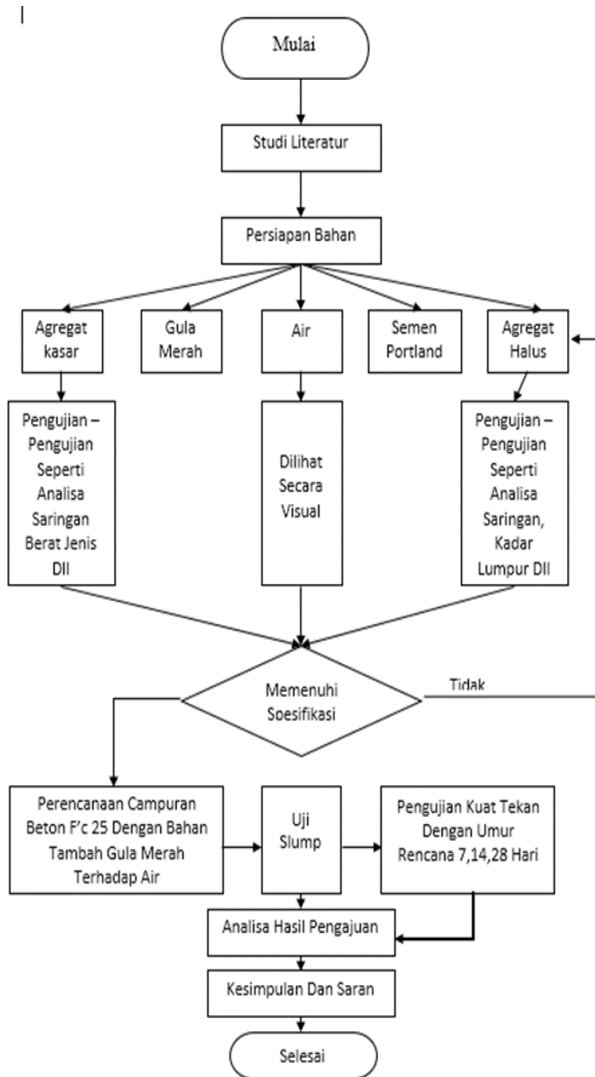 Mulai
Studi Literatur
Persiapan Bahan
Agregat
kasar
Gula
Merah
Air
Semen
Portland
Agregat
Halus
Pengujian –
Pengujian
Seperti
Analisa
Saringan
Berat Jenis
Dll
Dilihat
Secara
Visual
Pengujian –
Pengujian
Seperti
Analisa
Saringan,
Kadar
Lumpur Dll
Memenuhi
Spesifikasi
Tidak
Perencanaan Campuran
Beton F'c 25 Dengan Bahan
Tambah Gula Merah
Terhadap Air
Uji
Slump
Pengujian Kuat Tekan
Dengan Umur
Rencana 7,14,28 Hari
Analisa Hasil Pengajuan
Kesimpulan Dan Saran
Selesai